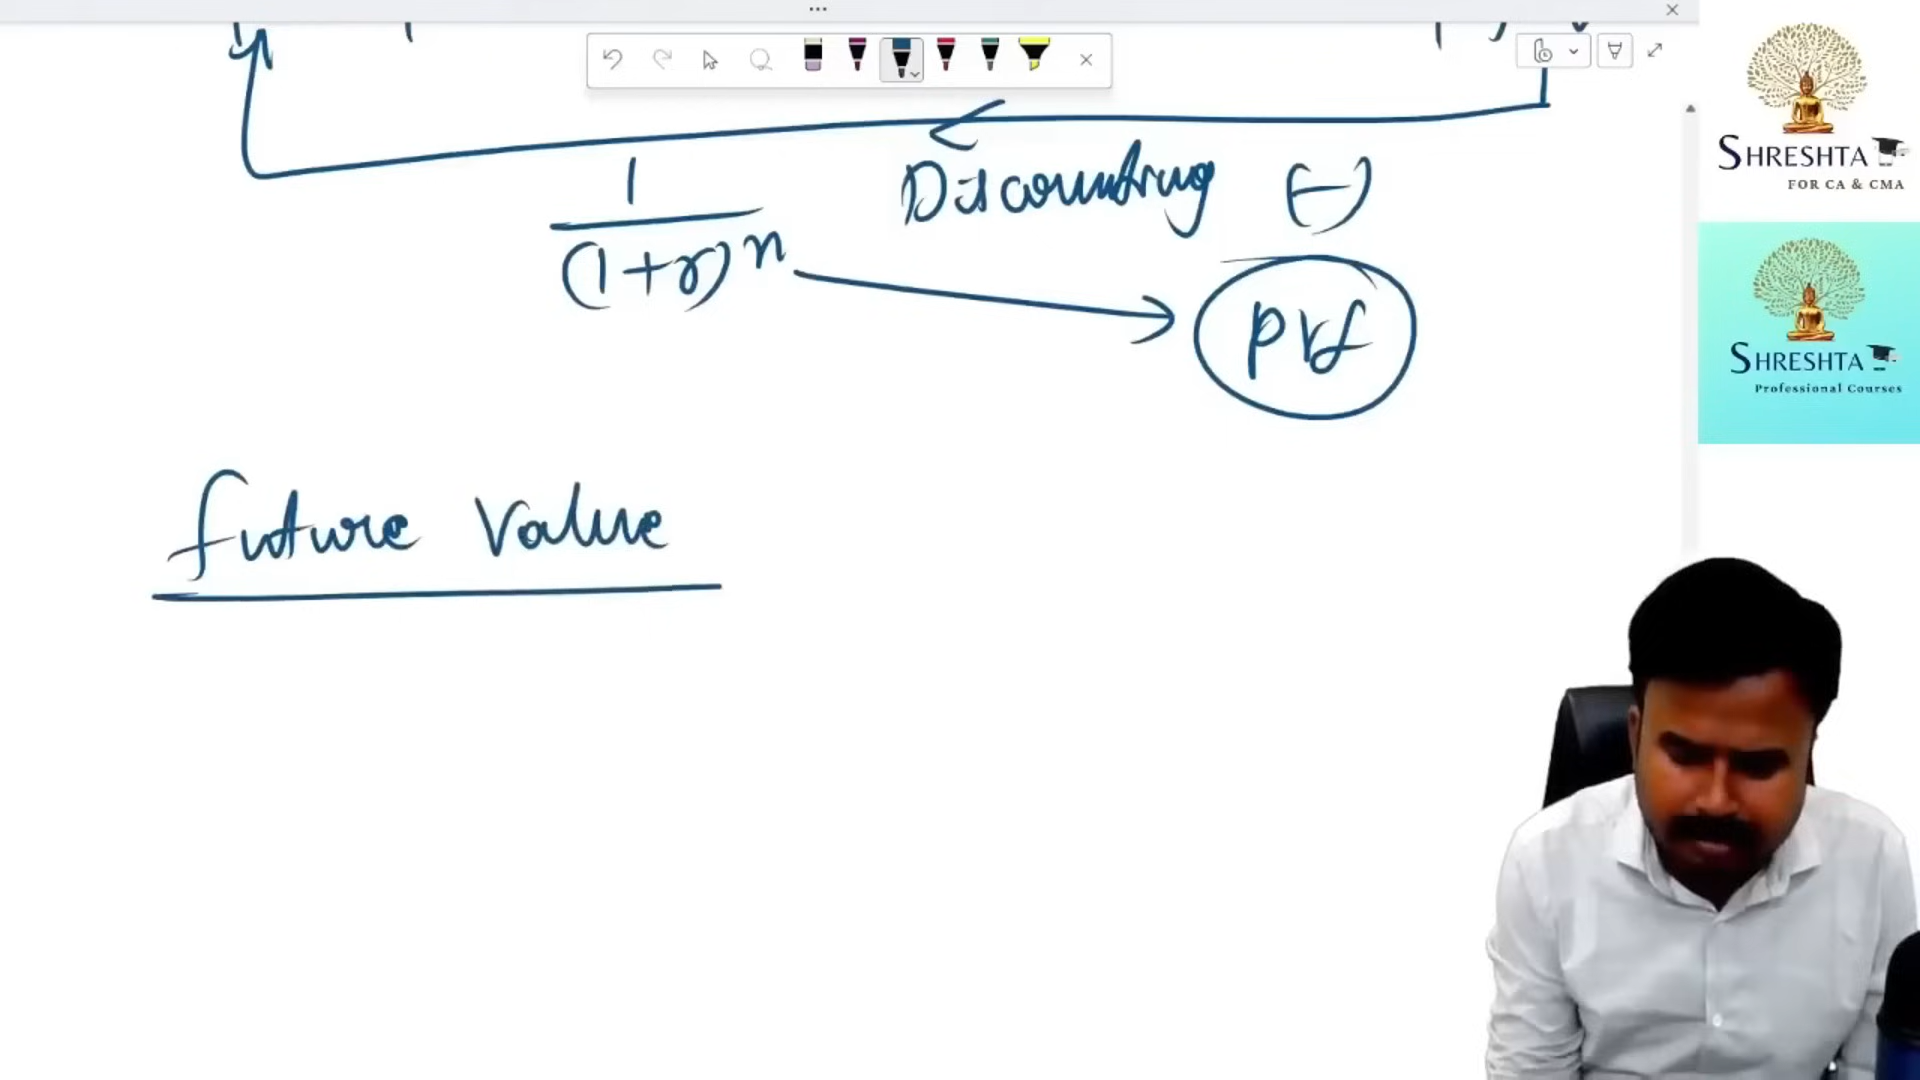 SHRESHTA
FOR CA & CMA
1
Discounting (-)
(1+r)^n
pvf
SHRESHTA
Professional Courses
future Value